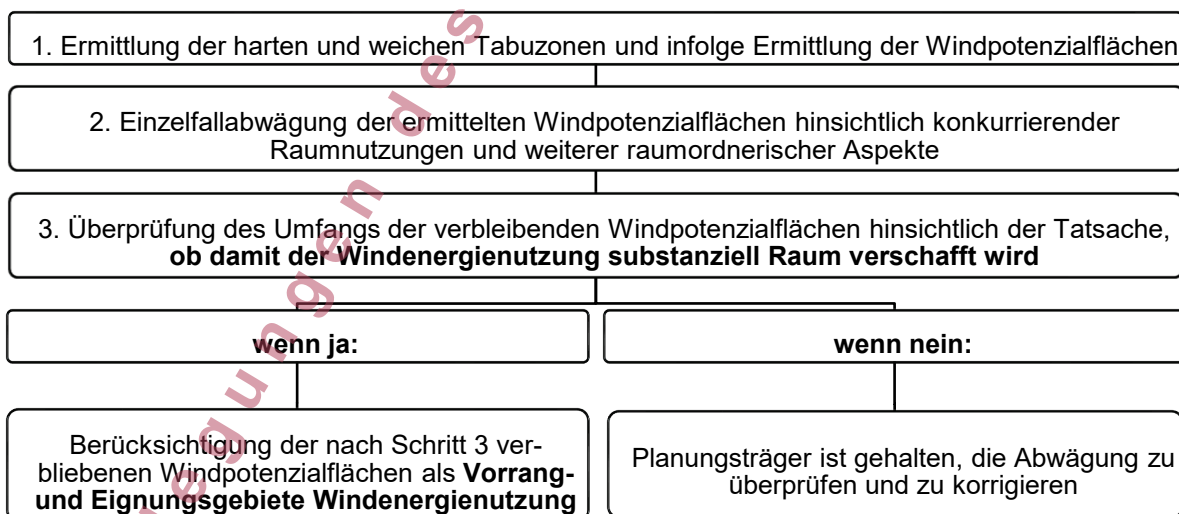 1. Ermittlung der harten und weichen Tabuzonen und infolge Ermittlung der Windpotenzialflächen
2. Einzelfallabwägung der ermittelten Windpotenzialflächen hinsichtlich konkurrierender
Raumnutzungen und weiterer raumordnerischer Aspekte
3. Überprüfung des Umfangs der verbleibenden Windpotenzialflächen hinsichtlich der Tatsache,
ob damit der Windenergienutzung substanziell Raum verschafft wird
wenn ja:
wenn nein:
Berücksichtigung der nach Schritt 3 ver-
bliebenen Windpotenzialflächen als Vorrang-
und Eignungsgebiete Windenergienutzung
Planungsträger ist gehalten, die Abwägung zu
überprüfen und zu korrigieren
egungen des